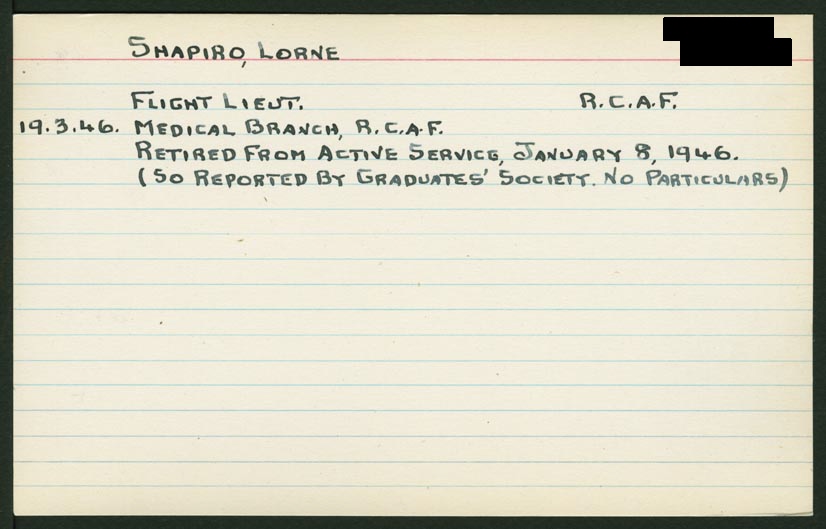 SHAPIRO, LORNE
FLIGHT LIEUT. R.C.A.F.
19.3.46. MEDICAL BRANCH, R.C.A.F.
RETIRED FROM ACTIVE SERVICE, JANUARY 8, 1946.
(SO REPORTED BY GRADUATES' SOCIETY. NO PARTICULARS)